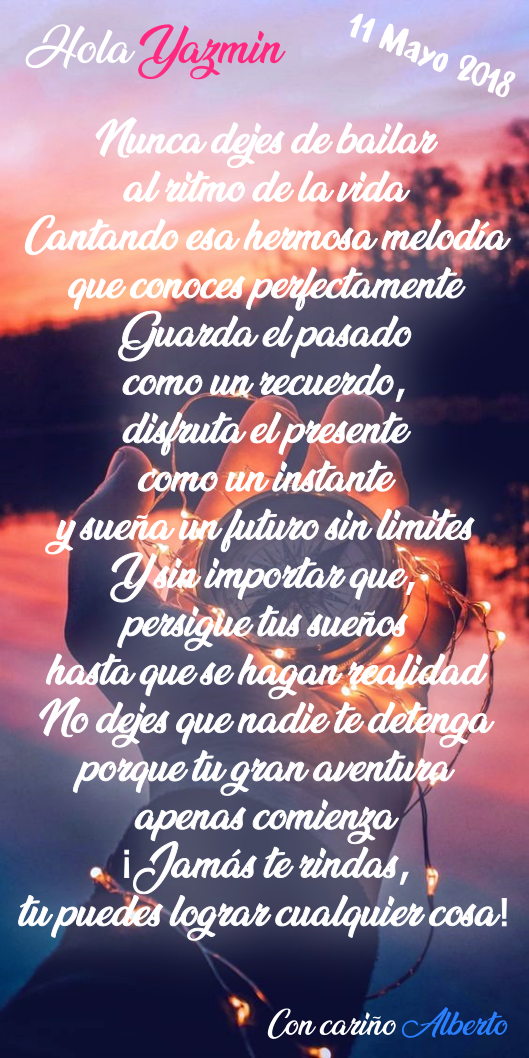 Hola Yazmin
11 Mayo 2018
Nunca dejes de bailar
al ritmo de la vida
Cantando esa hermosa melodía
que conoces perfectamente
Guarda el pasado
como un recuerdo,
disfruta el presente
como un instante
y sueña un futuro sin limites
Y sin importar que,
persigue tus sueños
hasta que se hagan realidad
No dejes que nadie te detenga
porque tu gran aventura
apenas comienza
¡Jamás te rindas,
tu puedes lograr cualquier cosa!
Con cariño Alberto